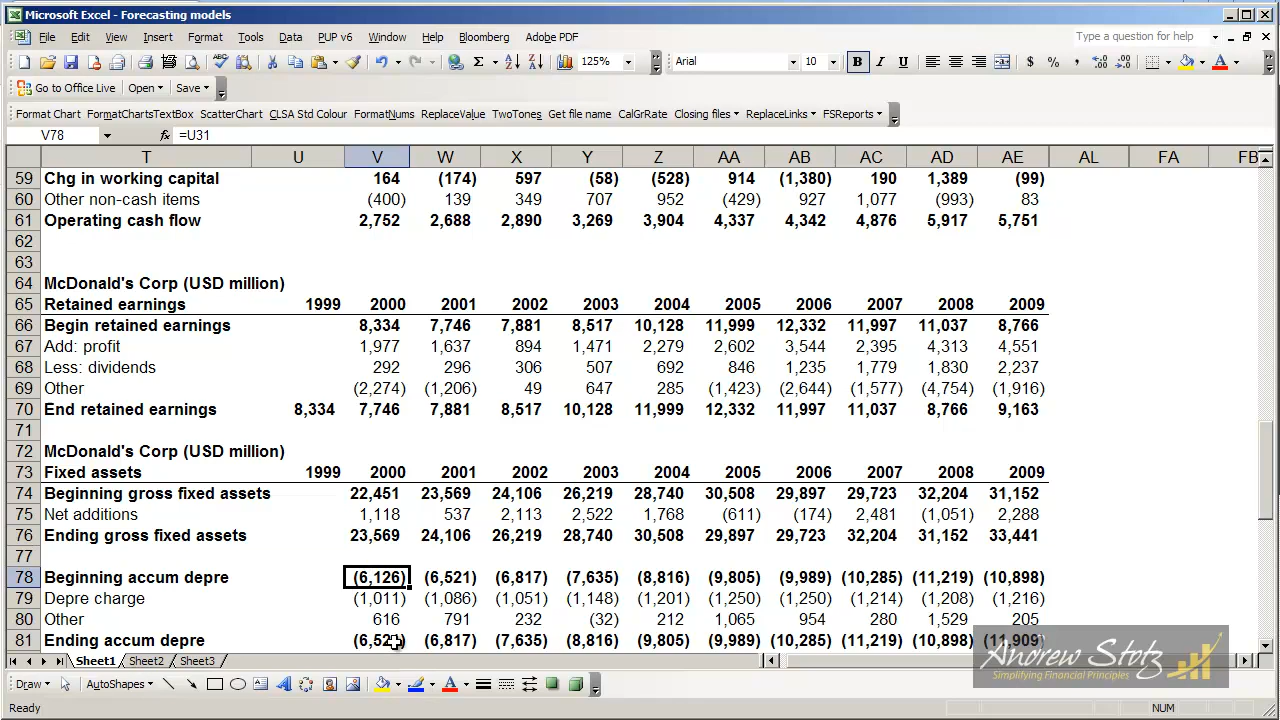 Microsoft Excel - Forecasting models
File Edit View Insert Format Tools Data PUP v6 Window Help Bloomberg Adobe PDF Type a question for help
125% Arial 10 B I U $ %
Go to Office Live Open Save
Format Chart FormatChartsTextBox ScatterChart CLSA Std Colour FormatNums ReplaceValue TwoTones Get file name CalGrRate Closing files ReplaceLinks FSReports
V78 fx =U31
T U V W X Y Z AA AB AC AD AE AL FA FB
59 Chg in working capital 164 (174) 597 (58) (528) 914 (1,380) 190 1,389 (99)
60 Other non-cash items (400) 139 349 707 952 (429) 927 1,077 (993) 83
61 Operating cash flow 2,752 2,688 2,890 3,269 3,904 4,337 4,342 4,876 5,917 5,751
62
63
64 McDonald's Corp (USD million)
65 Retained earnings 1999 2000 2001 2002 2003 2004 2005 2006 2007 2008 2009
66 Begin retained earnings 8,334 7,746 7,881 8,517 10,128 11,999 12,332 11,997 11,037 8,766
67 Add: profit 1,977 1,637 894 1,471 2,279 2,602 3,544 2,395 4,313 4,551
68 Less: dividends 292 296 306 507 692 846 1,235 1,779 1,830 2,237
69 Other (2,274) (1,206) 49 647 285 (1,423) (2,644) (1,577) (4,754) (1,916)
70 End retained earnings 8,334 7,746 7,881 8,517 10,128 11,999 12,332 11,997 11,037 8,766 9,163
71
72 McDonald's Corp (USD million)
73 Fixed assets 1999 2000 2001 2002 2003 2004 2005 2006 2007 2008 2009
74 Beginning gross fixed assets 22,451 23,569 24,106 26,219 28,740 30,508 29,897 29,723 32,204 31,152
75 Net additions 1,118 537 2,113 2,522 1,768 (611) (174) 2,481 (1,051) 2,288
76 Ending gross fixed assets 23,569 24,106 26,219 28,740 30,508 29,897 29,723 32,204 31,152 33,441
77
78 Beginning accum depre (6,126) (6,521) (6,817) (7,635) (8,816) (9,805) (9,989) (10,285) (11,219) (10,898)
79 Depre charge (1,011) (1,086) (1,051) (1,148) (1,201) (1,250) (1,250) (1,214) (1,208) (1,216)
80 Other 616 791 232 (32) 212 1,065 954 280 1,529 205
81 Ending accum depre (6,817) (7,635) (8,816) (9,805) (9,989) (10,285) (11,219) (10,898) (11,909)
Andrew Stotz
Simplifying Financial Principles
Sheet1 Sheet2 Sheet3
Draw AutoShapes
Ready NUM